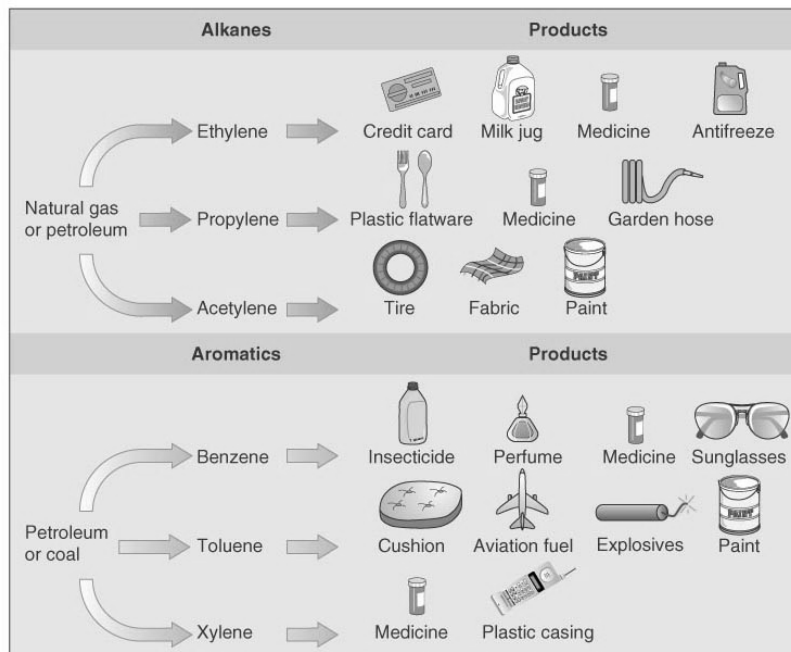 Alkanes Products
Credit card Milk jug Medicine Antifreeze
Ethylene
Natural gas
or petroleum
Propylene
Plastic flatware Medicine Garden hose
Acetylene
PAINT
Tire Fabric Paint
Aromatics Products
Benzene
Insecticide Perfume Medicine Sunglasses
Petroleum
or coal
Toluene
PAINT
Cushion Aviation fuel Explosives Paint
Xylene
Medicine Plastic casing